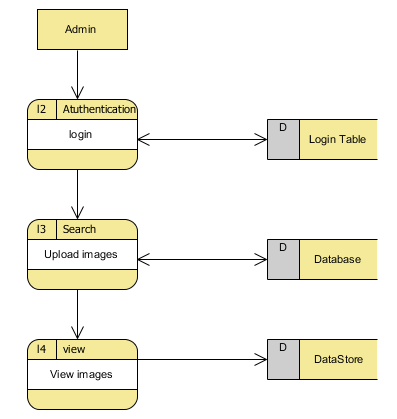 Admin
I2 Atuthentication
login
D
Login Table
I3 Search
Upload images
D
Database
I4 view
View images
D
DataStore